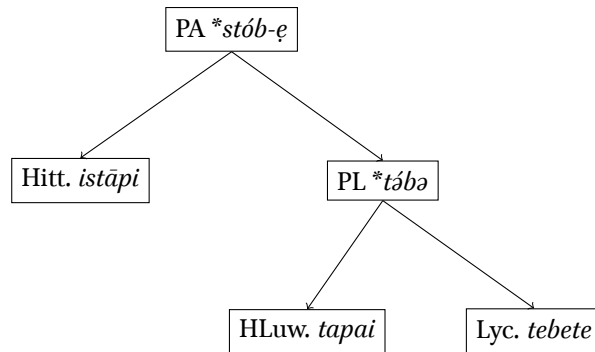 PA *stób-ẹ
Hitt. istāpi
PL *tə́bə
HLuw. tapai
Lyc. tebete